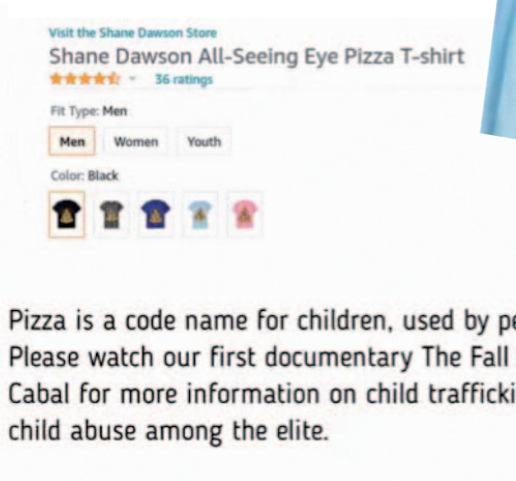 Visit the Shane Dawson Store
Shane Dawson All-Seeing Eye Pizza T-shirt
36 ratings
Fit Type: Men
Men Women Youth
Color: Black
Pizza is a code name for children, used by
Please watch our first documentary The Fall
Cabal for more information on child
child abuse among the elite.